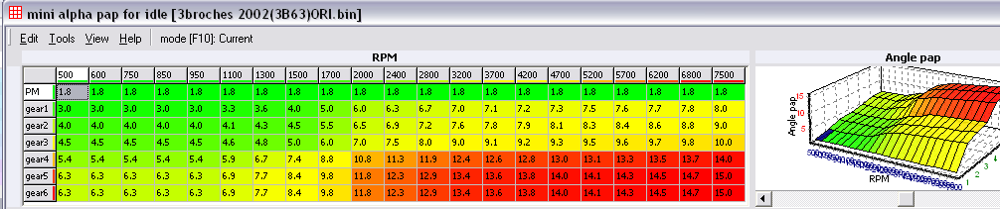 mini alpha pap for idle [3broches 2002(3B63)ORI.bin]
Edit Tools View Help mode [F10]: Current
RPM
500 600 750 850 950 1100 1300 1500 1700 2000 2400 2800 3200 3700 4200 4700 5200 5700 6200 6800 7500
PM 1.8 1.8 1.8 1.8 1.8 1.8 1.8 1.8 1.8 1.8 1.8 1.8 1.8 1.8 1.8 1.8 1.8 1.8 1.8 1.8 1.8
gear1 3.0 3.0 3.0 3.0 3.0 3.3 3.6 4.0 5.0 6.0 6.3 6.7 7.0 7.1 7.2 7.3 7.5 7.6 7.7 7.8 8.0
gear2 4.0 4.0 4.0 4.0 4.0 4.1 4.3 4.5 5.5 6.5 6.9 7.2 7.6 7.8 7.9 8.1 8.3 8.4 8.6 8.8 9.0
gear3 4.5 4.5 4.5 4.5 4.5 4.6 4.8 5.0 6.0 7.0 7.5 8.0 9.0 9.1 9.2 9.3 9.5 9.6 9.7 9.8 10.0
gear4 5.4 5.4 5.4 5.4 5.4 5.9 6.7 7.4 8.8 10.8 11.3 11.9 12.4 12.6 12.8 13.0 13.1 13.3 13.5 13.7 14.0
gear5 6.3 6.3 6.3 6.3 6.3 6.9 7.7 8.4 9.8 11.8 12.3 12.9 13.4 13.6 13.8 14.0 14.1 14.3 14.5 14.7 15.0
gear6 6.3 6.3 6.3 6.3 6.3 6.9 7.7 8.4 9.8 11.8 12.3 12.9 13.4 13.6 13.8 14.0 14.1 14.3 14.5 14.7 15.0
Angle pap
Angle pap
15
10
5
RPM
1
2
3